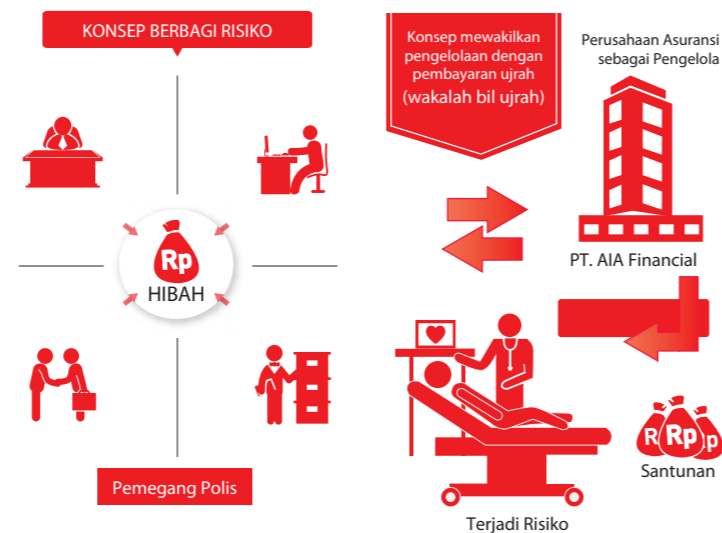 KONSEP BERBAGI RISIKO
Rp
HIBAH
Pemegang Polis
Konsep mewakilkan
pengelolaan dengan
pembayaran ujrah
(wakalah bil ujrah)
Perusahaan Asuransi
sebagai Pengelola
PT. AIA Financial
Terjadi Risiko
R Rp p
Santunan